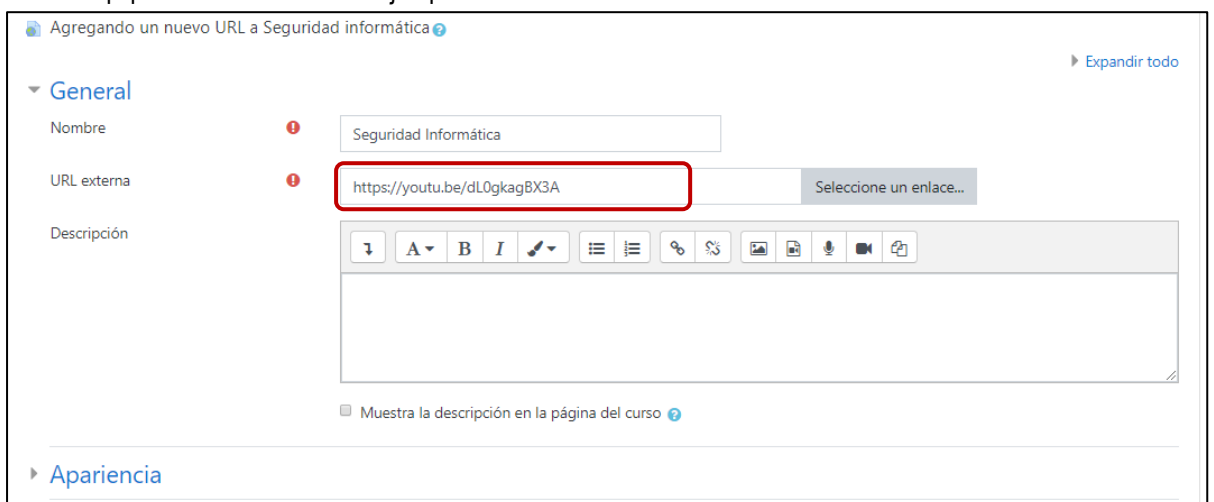 Agregando un nuevo URL a Seguridad informática
Expandir todo
General
Nombre
Seguridad Informática
URL externa
https://youtu.be/dL0gkagBX3A
Seleccione un enlace...
Descripción
A B I
Muestra la descripción en la página del curso
Apariencia